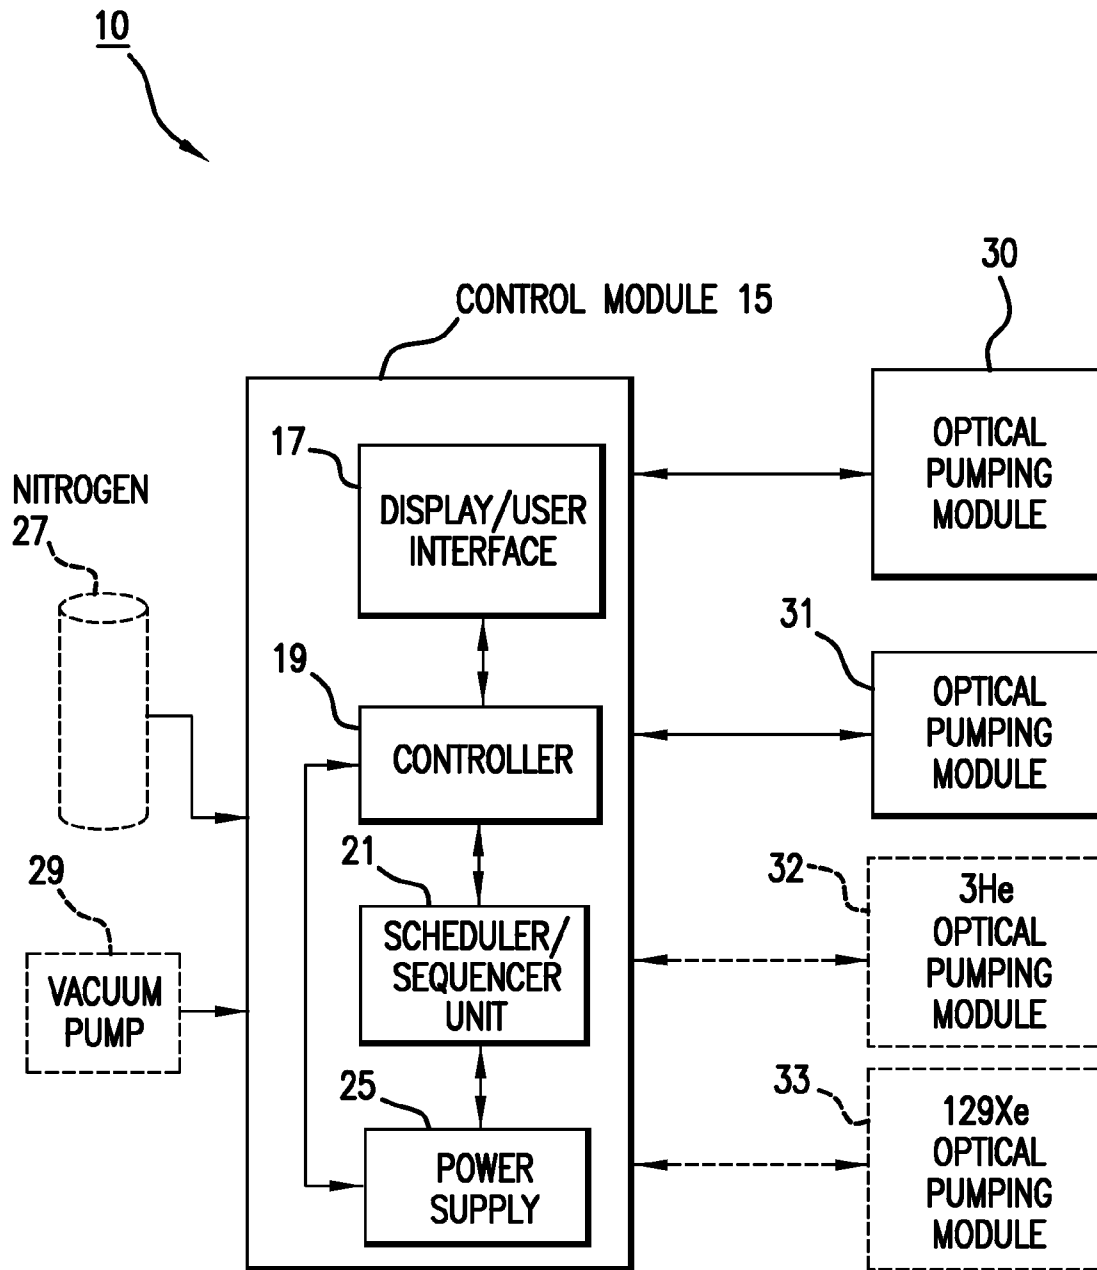 10
CONTROL MODULE 15
30
OPTICAL
PUMPING
MODULE
17
DISPLAY/USER
INTERFACE
NITROGEN
27
31
OPTICAL
PUMPING
MODULE
19
CONTROLLER
29
VACUUM
PUMP
21
SCHEDULER/
SEQUENCER
UNIT
32
3He
OPTICAL
PUMPING
MODULE
25
POWER
SUPPLY
33
129Xe
OPTICAL
PUMPING
MODULE